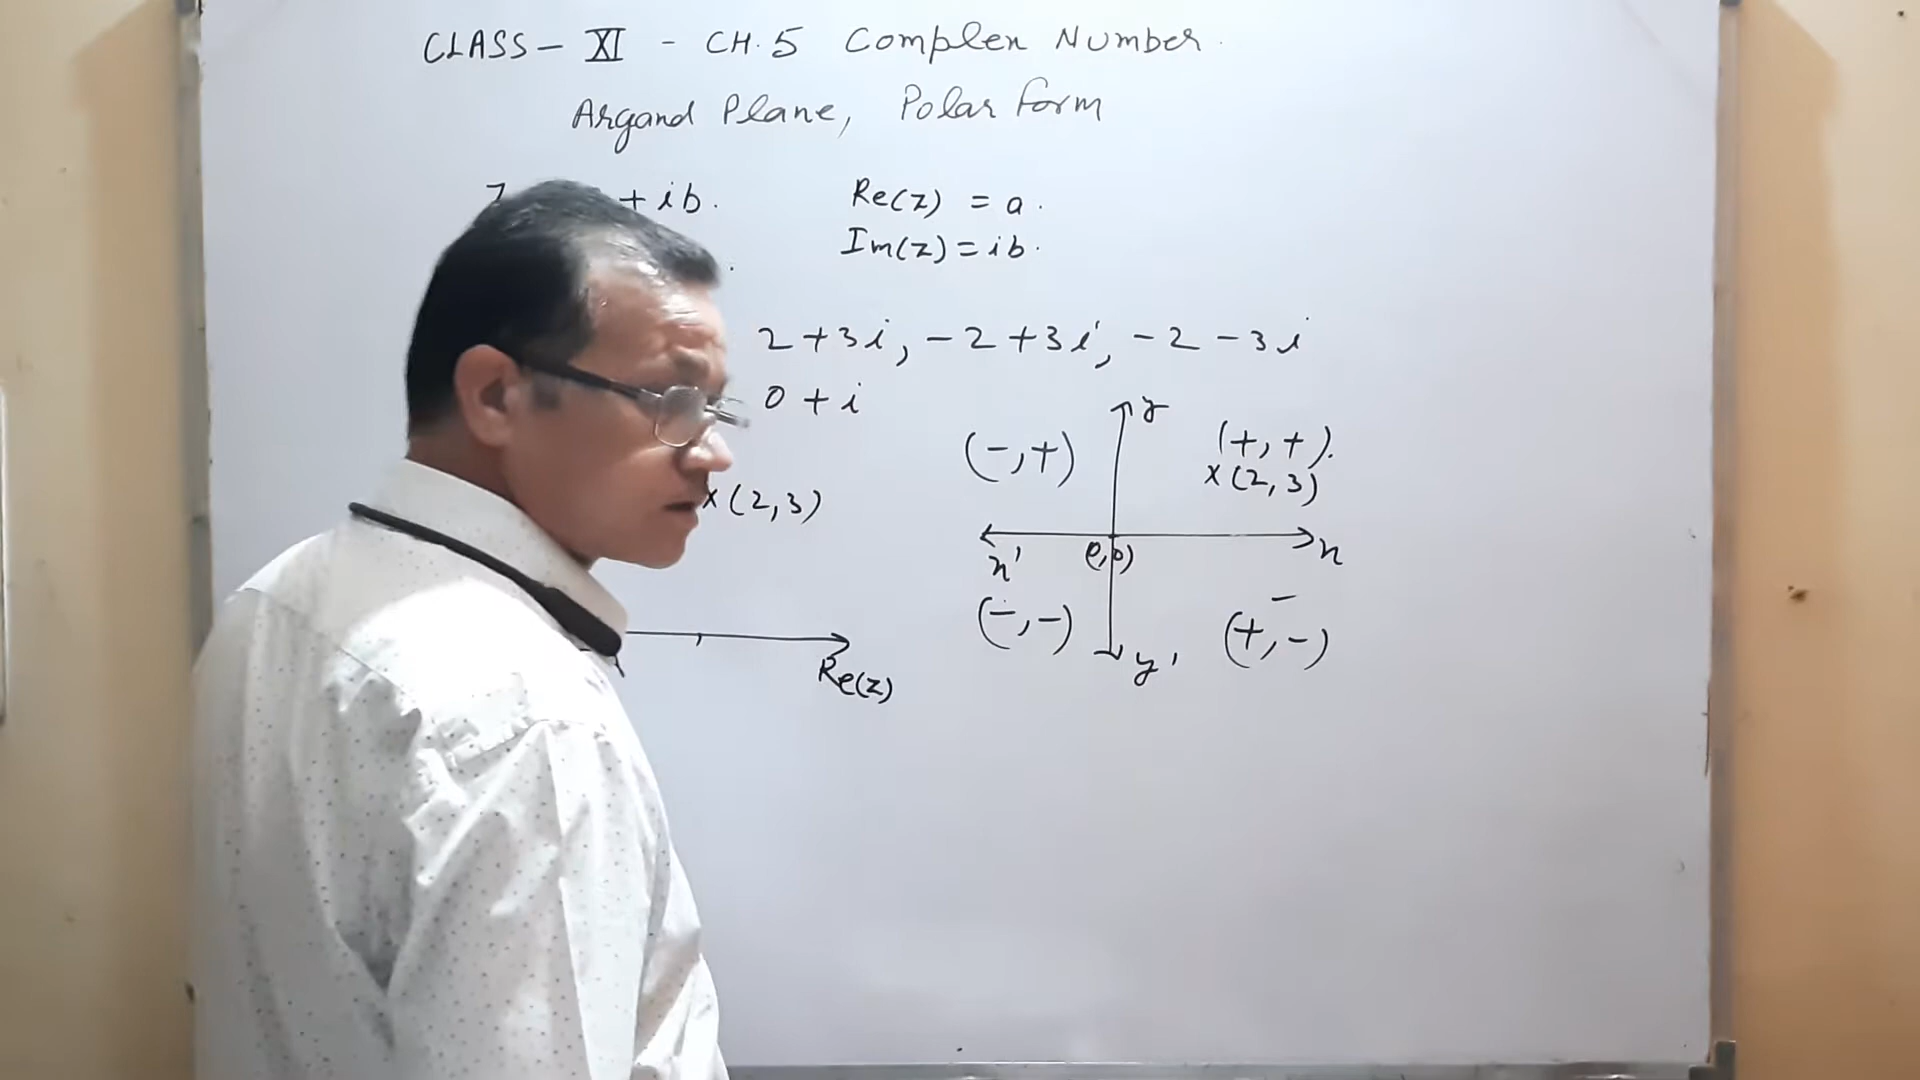 CLASS - XI - CH. 5 Complex Number.
Argand Plane, Polar form
+ ib.
Re(z) = a.
Im(z) = ib.
2+3i, -2+3i, -2-3i
0+i
y
(-,+)
(+,+).
x(2,3)
x(2,3)
x'
(0,0)
x
(-,-)
(+,-)
y'
Re(z)